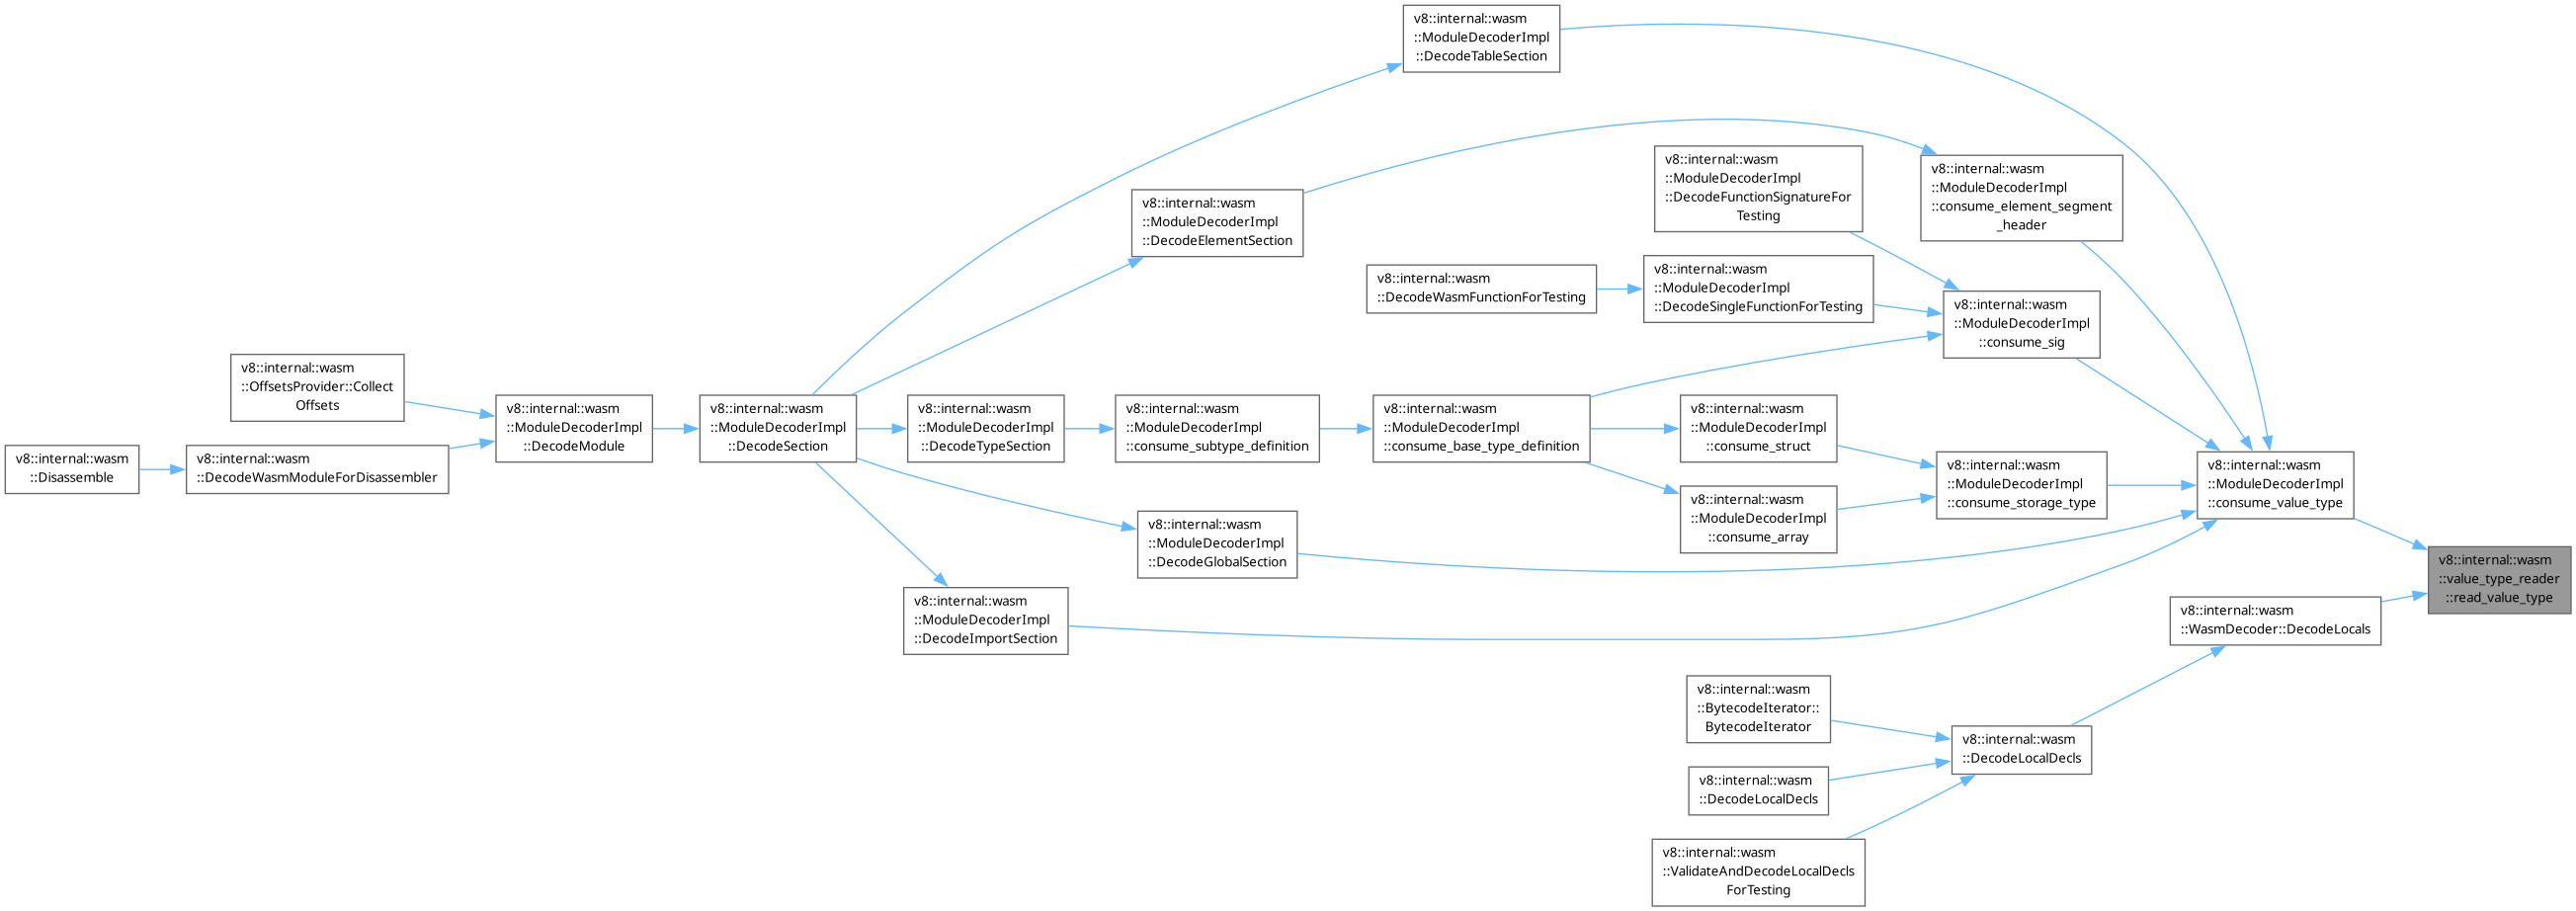 v8::internal::wasm
::ModuleDecoderImpl
::DecodeTableSection
v8::internal::wasm
::ModuleDecoderImpl
::DecodeFunctionSignatureFor
Testing
v8::internal::wasm
::ModuleDecoderImpl
::consume_element_segment
_header
v8::internal::wasm
::ModuleDecoderImpl
::DecodeElementSection
v8::internal::wasm
::DecodeWasmFunctionForTesting
v8::internal::wasm
::ModuleDecoderImpl
::DecodeSingleFunctionForTesting
v8::internal::wasm
::ModuleDecoderImpl
::consume_sig
v8::internal::wasm
::OffsetsProvider::Collect
Offsets
v8::internal::wasm
::ModuleDecoderImpl
::DecodeModule
v8::internal::wasm
::ModuleDecoderImpl
::DecodeSection
v8::internal::wasm
::ModuleDecoderImpl
::DecodeTypeSection
v8::internal::wasm
::ModuleDecoderImpl
::consume_subtype_definition
v8::internal::wasm
::ModuleDecoderImpl
::consume_base_type_definition
v8::internal::wasm
::ModuleDecoderImpl
::consume_struct
v8::internal::wasm
::Disassemble
v8::internal::wasm
::DecodeWasmModuleForDisassembler
v8::internal::wasm
::ModuleDecoderImpl
::consume_storage_type
v8::internal::wasm
::ModuleDecoderImpl
::consume_value_type
v8::internal::wasm
::ModuleDecoderImpl
::consume_array
v8::internal::wasm
::ModuleDecoderImpl
::DecodeGlobalSection
v8::internal::wasm
::value_type_reader
::read_value_type
v8::internal::wasm
::ModuleDecoderImpl
::DecodeImportSection
v8::internal::wasm
::WasmDecoder::DecodeLocals
v8::internal::wasm
::BytecodeIterator::
BytecodeIterator
v8::internal::wasm
::DecodeLocalDecls
v8::internal::wasm
::DecodeLocalDecls
v8::internal::wasm
::ValidateAndDecodeLocalDecls
ForTesting